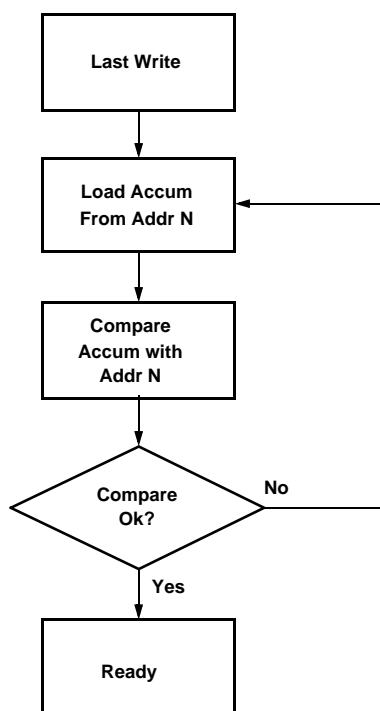 Last Write
Load Accum
From Addr N
Compare
Accum with
Addr N
Compare
Ok?
No
Yes
Ready